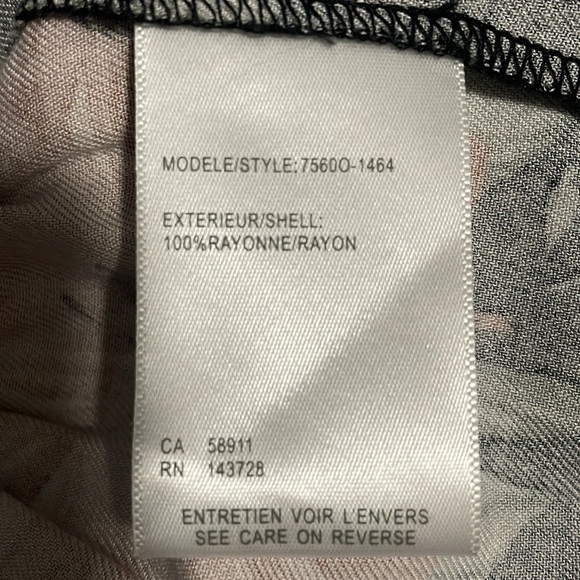 MODELE/STYLE: 7560O-1464
EXTERIEUR/SHELL:
100%RAYONNE/RAYON
CA 58911
RN 143728
ENTRETIEN VOIR L'ENVERS
SEE CARE ON REVERSE